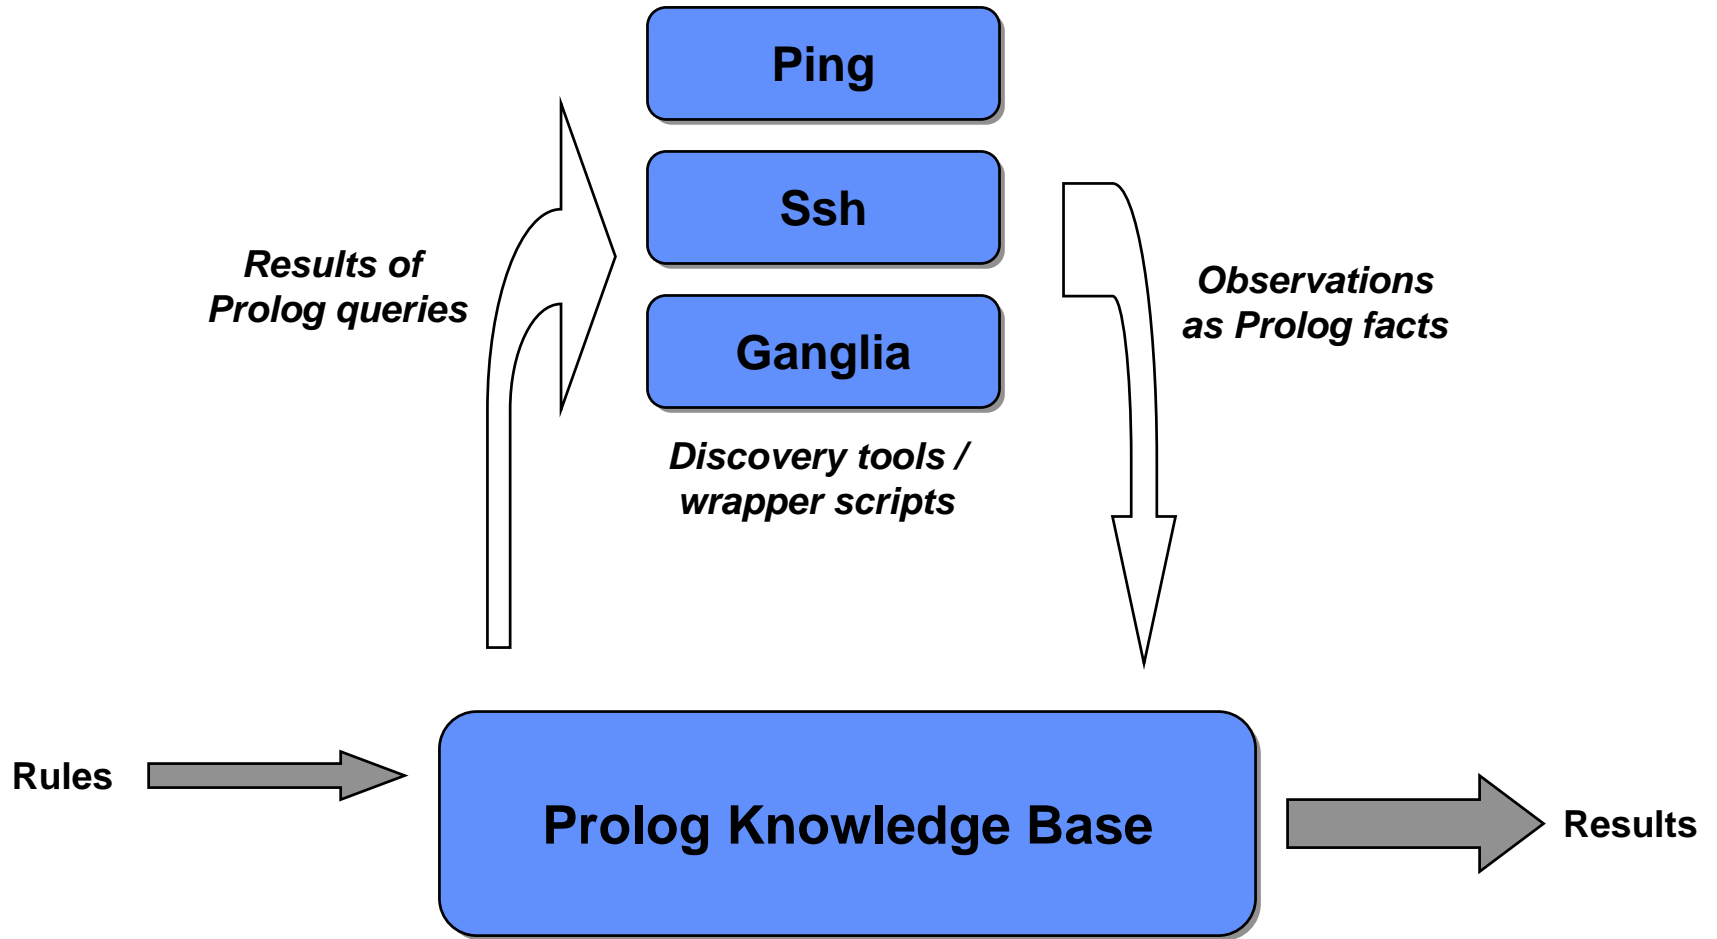 Ping
Ssh
Ganglia
Results of
Prolog queries
Observations
as Prolog facts
Discovery tools /
wrapper scripts
Rules
Prolog Knowledge Base
Results